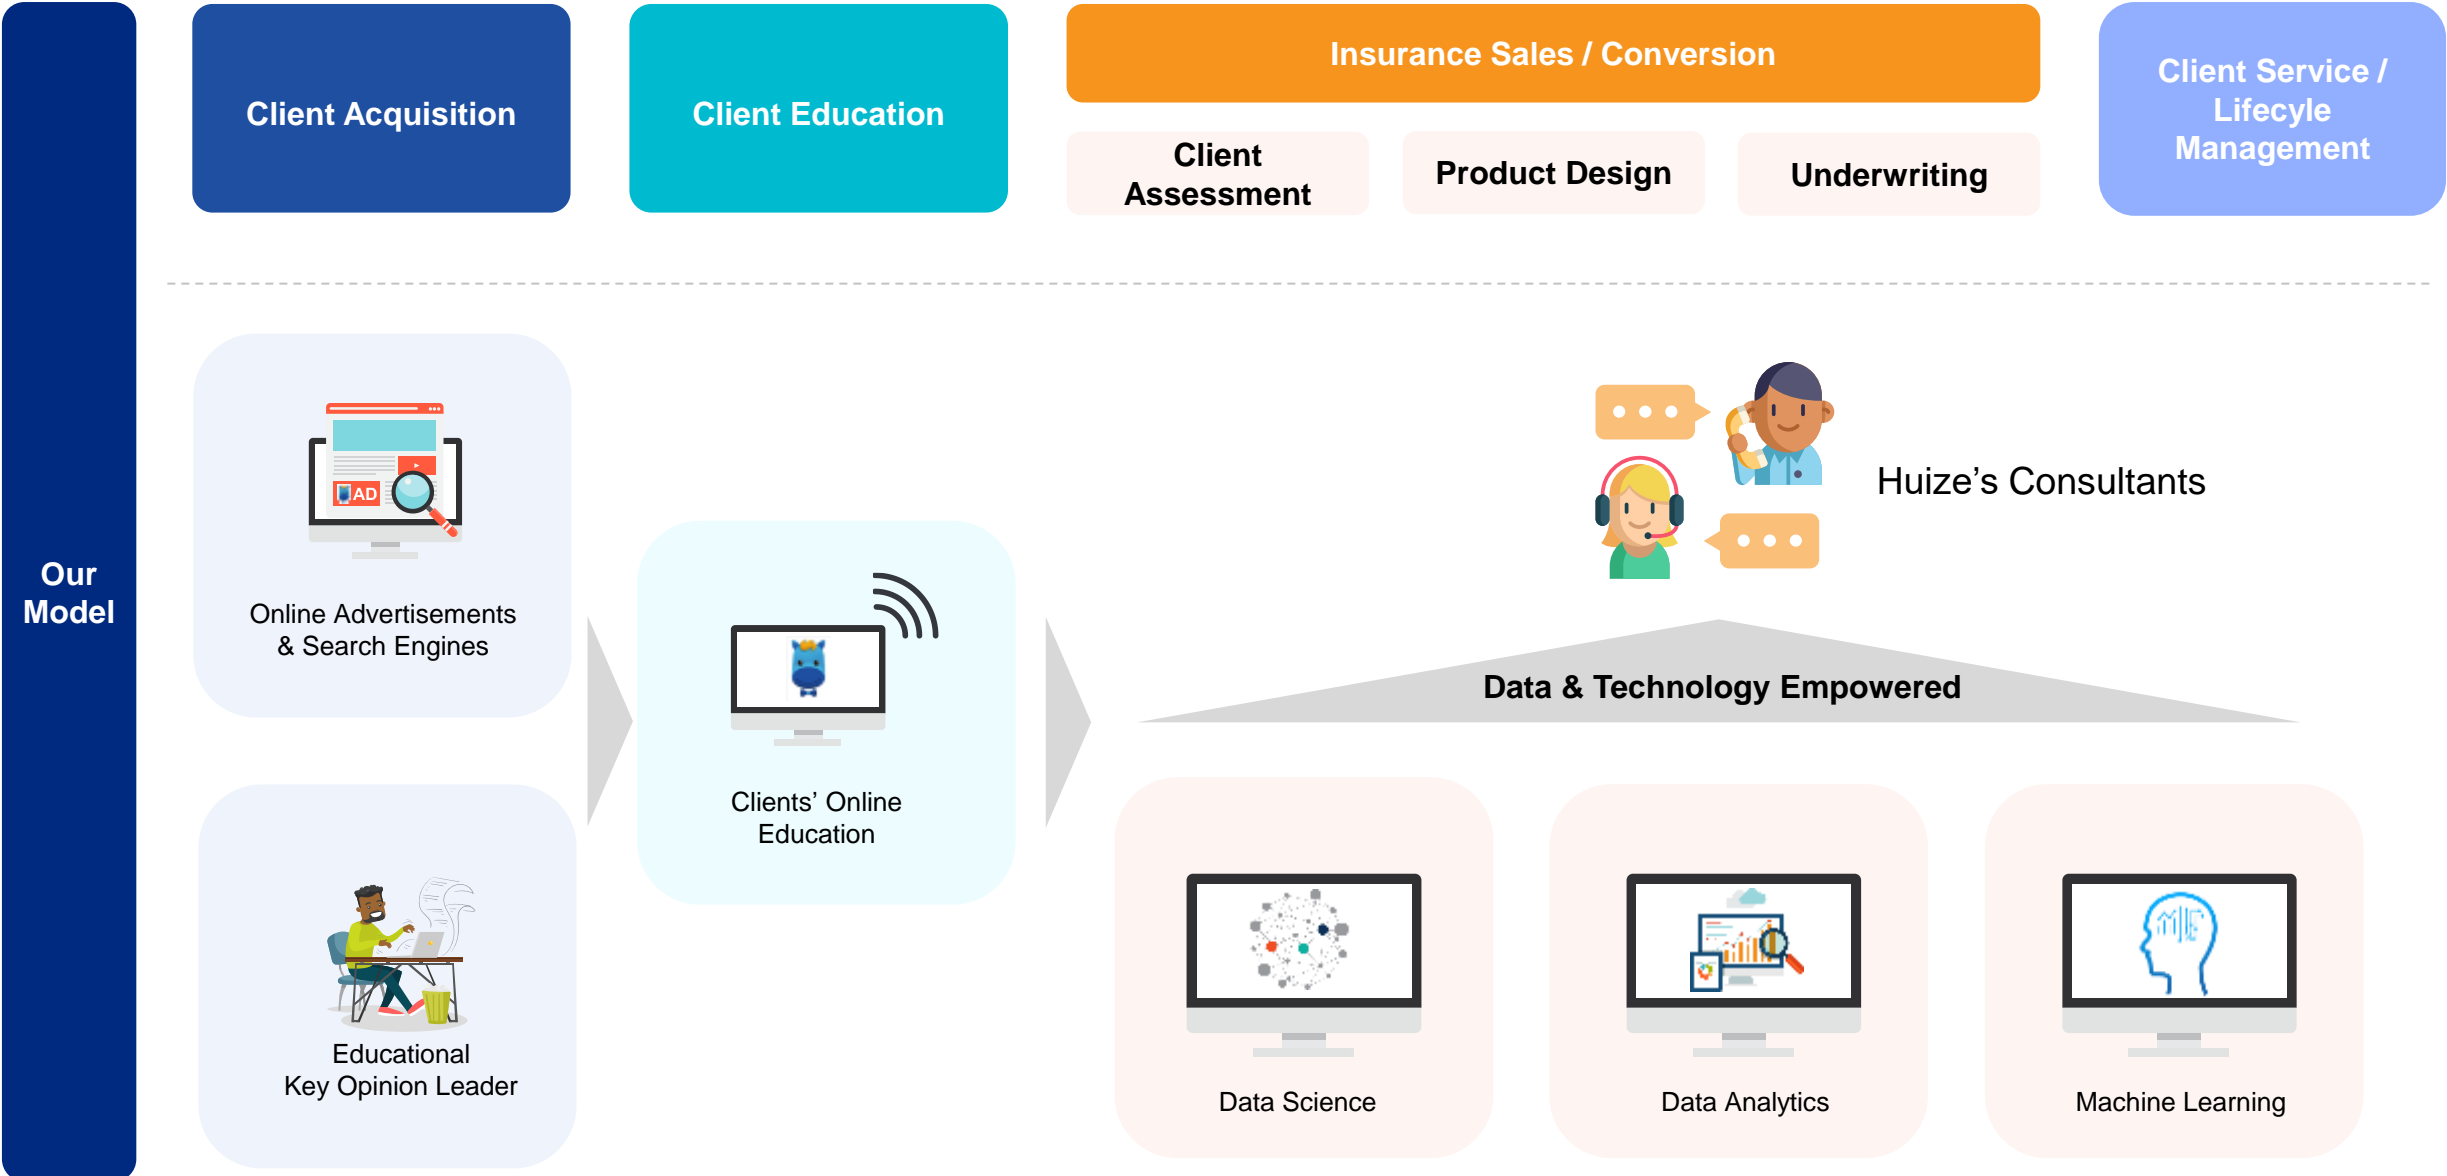 Client Acquisition
Client Education
Insurance Sales / Conversion
Client
Assessment
Product Design
Underwriting
Client Service /
Lifecyle
Management
Our
Model
AD
Online Advertisements
& Search Engines
Educational
Key Opinion Leader
Clients’ Online
Education
Huize’s Consultants
Data & Technology Empowered
Data Science
Data Analytics
Machine Learning